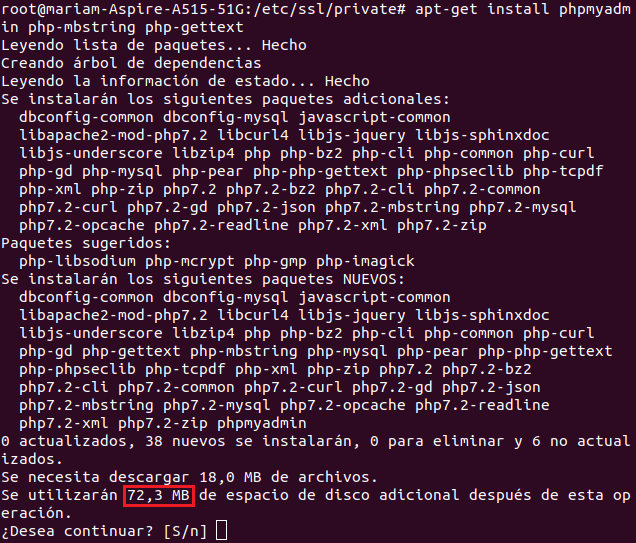 root@mariam-Aspire-A515-51G:/etc/ssl/private# apt-get install phpmyadm
in php-mbstring php-gettext
Leyendo lista de paquetes... Hecho
Creando árbol de dependencias
Leyendo la información de estado... Hecho
Se instalarán los siguientes paquetes adicionales:
  dbconfig-common dbconfig-mysql javascript-common
  libapache2-mod-php7.2 libcurl4 libjs-jquery libjs-sphinxdoc
  libjs-underscore libzip4 php php-bz2 php-cli php-common php-curl
  php-gd php-mysql php-pear php-php-gettext php-phpseclib php-tcpdf
  php-xml php-zip php7.2 php7.2-bz2 php7.2-cli php7.2-common
  php7.2-curl php7.2-gd php7.2-json php7.2-mbstring php7.2-mysql
  php7.2-opcache php7.2-readline php7.2-xml php7.2-zip
Paquetes sugeridos:
  php-libsodium php-mcrypt php-gmp php-imagick
Se instalarán los siguientes paquetes NUEVOS:
  dbconfig-common dbconfig-mysql javascript-common
  libapache2-mod-php7.2 libcurl4 libjs-jquery libjs-sphinxdoc
  libjs-underscore libzip4 php php-bz2 php-cli php-common php-curl
  php-gd php-gettext php-mbstring php-mysql php-pear php-php-gettext
  php-phpseclib php-tcpdf php-xml php-zip php7.2 php7.2-bz2
  php7.2-cli php7.2-common php7.2-curl php7.2-gd php7.2-json
  php7.2-mbstring php7.2-mysql php7.2-opcache php7.2-readline
  php7.2-xml php7.2-zip phpmyadmin
0 actualizados, 38 nuevos se instalarán, 0 para eliminar y 6 no actual
izados.
Se necesita descargar 18,0 MB de archivos.
Se utilizarán 72,3 MB de espacio de disco adicional después de esta op
eración.
¿Desea continuar? [S/n]